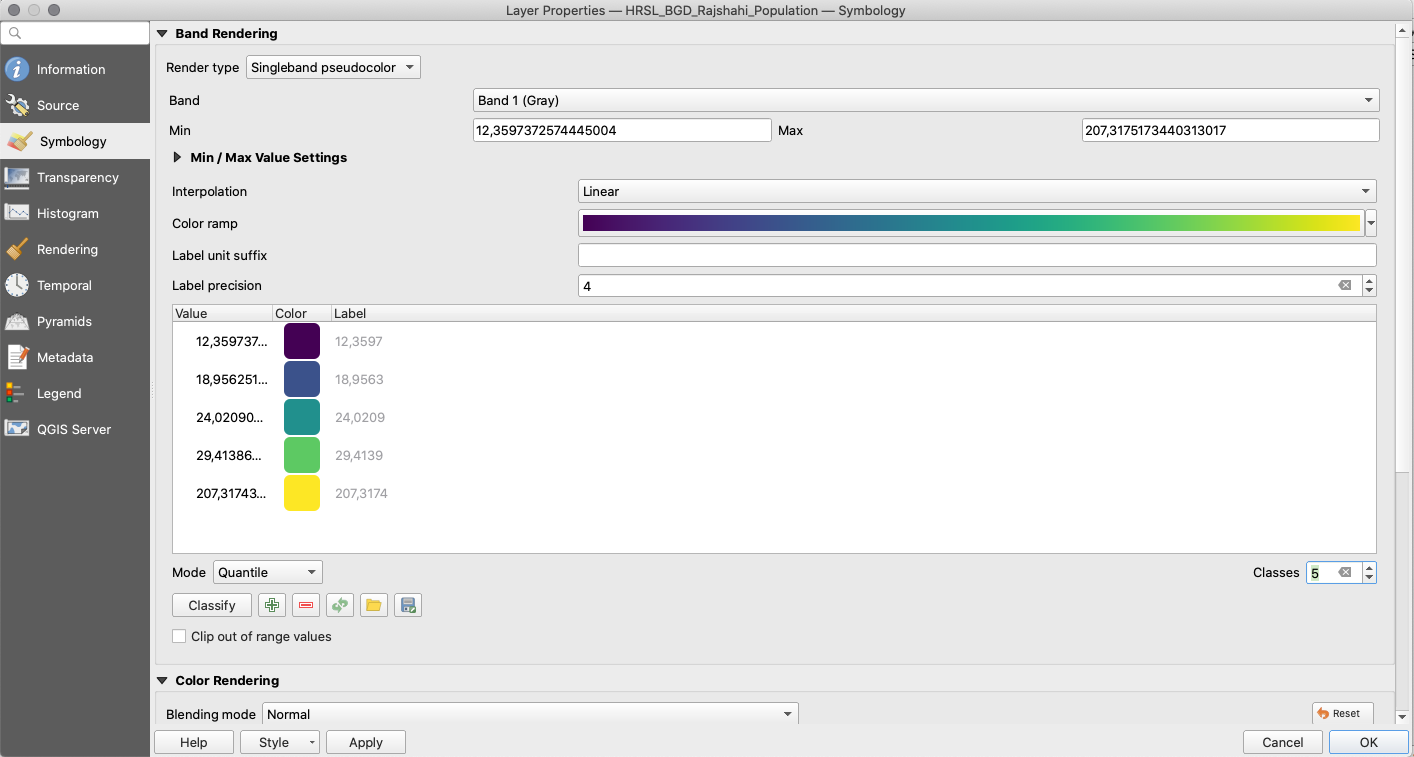 Layer Properties — HRSL_BGD_Rajshahi_Population — Symbology
Information
Source
Symbology
Transparency
Histogram
Rendering
Temporal
Pyramids
Metadata
Legend
QGIS Server
Band Rendering
Render type Singleband pseudocolor
Band Band 1 (Gray)
Min 12,3597372574445004 Max 207,3175173440313017
Min / Max Value Settings
Interpolation Linear
Color ramp
Label unit suffix
Label precision 4
Value Color Label
12,359737... 12,3597
18,956251... 18,9563
24,02090... 24,0209
29,41386... 29,4139
207,31743... 207,3174
Mode Quantile Classes 5
Classify
Clip out of range values
Color Rendering
Blending mode Normal Reset
Help Style Apply Cancel OK